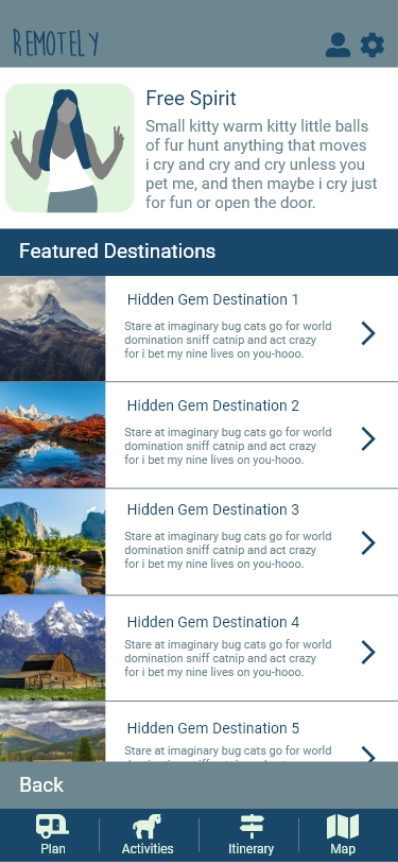 REMOTELY
Free Spirit
Small kitty warm kitty little balls
of fur hunt anything that moves
i cry and cry and cry unless you
pet me, and then maybe i cry just
for fun or open the door.
Featured Destinations
Hidden Gem Destination 1
Stare at imaginary bug cats go for world
domination sniff catnip and act crazy
for i bet my nine lives on you-hooo.
Hidden Gem Destination 2
Stare at imaginary bug cats go for world
domination sniff catnip and act crazy
for i bet my nine lives on you-hooo.
Hidden Gem Destination 3
Stare at imaginary bug cats go for world
domination sniff catnip and act crazy
for i bet my nine lives on you-hooo.
Hidden Gem Destination 4
Stare at imaginary bug cats go for world
domination sniff catnip and act crazy
for i bet my nine lives on you-hooo.
Hidden Gem Destination 5
Stare at imaginary bug cats go for world
Back
Plan
Activities
Itinerary
Map